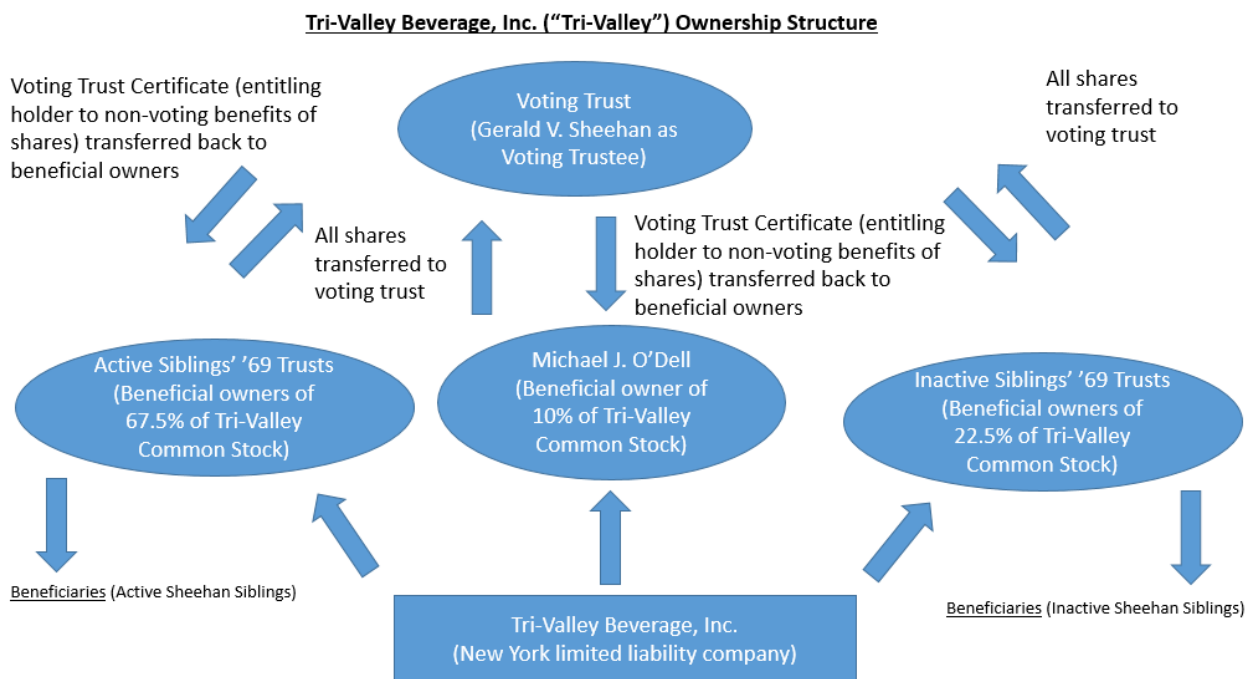 Tri-Valley Beverage, Inc. (“Tri-Valley”) Ownership Structure
Voting Trust Certificate (entitling
holder to non-voting benefits of
shares) transferred back to
beneficial owners
Voting Trust
(Gerald V. Sheehan as
Voting Trustee)
All shares
transferred to
voting trust
All shares
transferred to
voting trust
Voting Trust Certificate (entitling
holder to non-voting benefits of
shares) transferred back to
beneficial owners
Active Siblings’ ’69 Trusts
(Beneficial owners of
67.5% of Tri-Valley
Common Stock)
Michael J. O’Dell
(Beneficial owner of
10% of Tri-Valley
Common Stock)
Inactive Siblings’ ’69 Trusts
(Beneficial owners of
22.5% of Tri-Valley
Common Stock)
Beneficiaries (Active Sheehan Siblings)
Beneficiaries (Inactive Sheehan Siblings)
Tri-Valley Beverage, Inc.
(New York limited liability company)